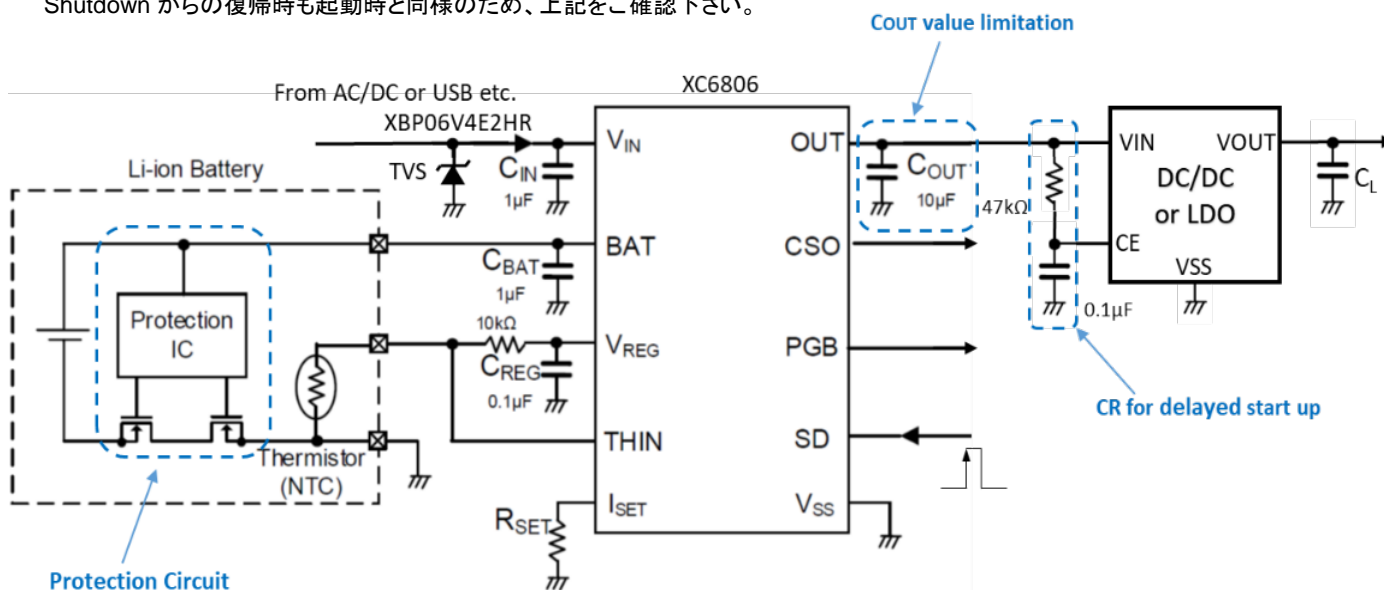 Shutdown からの復帰時も起動時と同様のため、上記をご確認下さい。
COUT value limitation
From AC/DC or USB etc.
XBP06V4E2HR
XC6806
TVS
CIN
1µF
VIN
OUT
COUT
10µF
47kΩ
VIN
VOUT
DC/DC
or LDO
CE
VSS
CL
0.1µF
CR for delayed start up
Li-ion Battery
Protection
IC
Thermistor
(NTC)
Protection Circuit
CBAT
1µF
BAT
CSO
10kΩ
CREG
0.1µF
VREG
PGB
THIN
SD
RSET
ISET
VSS